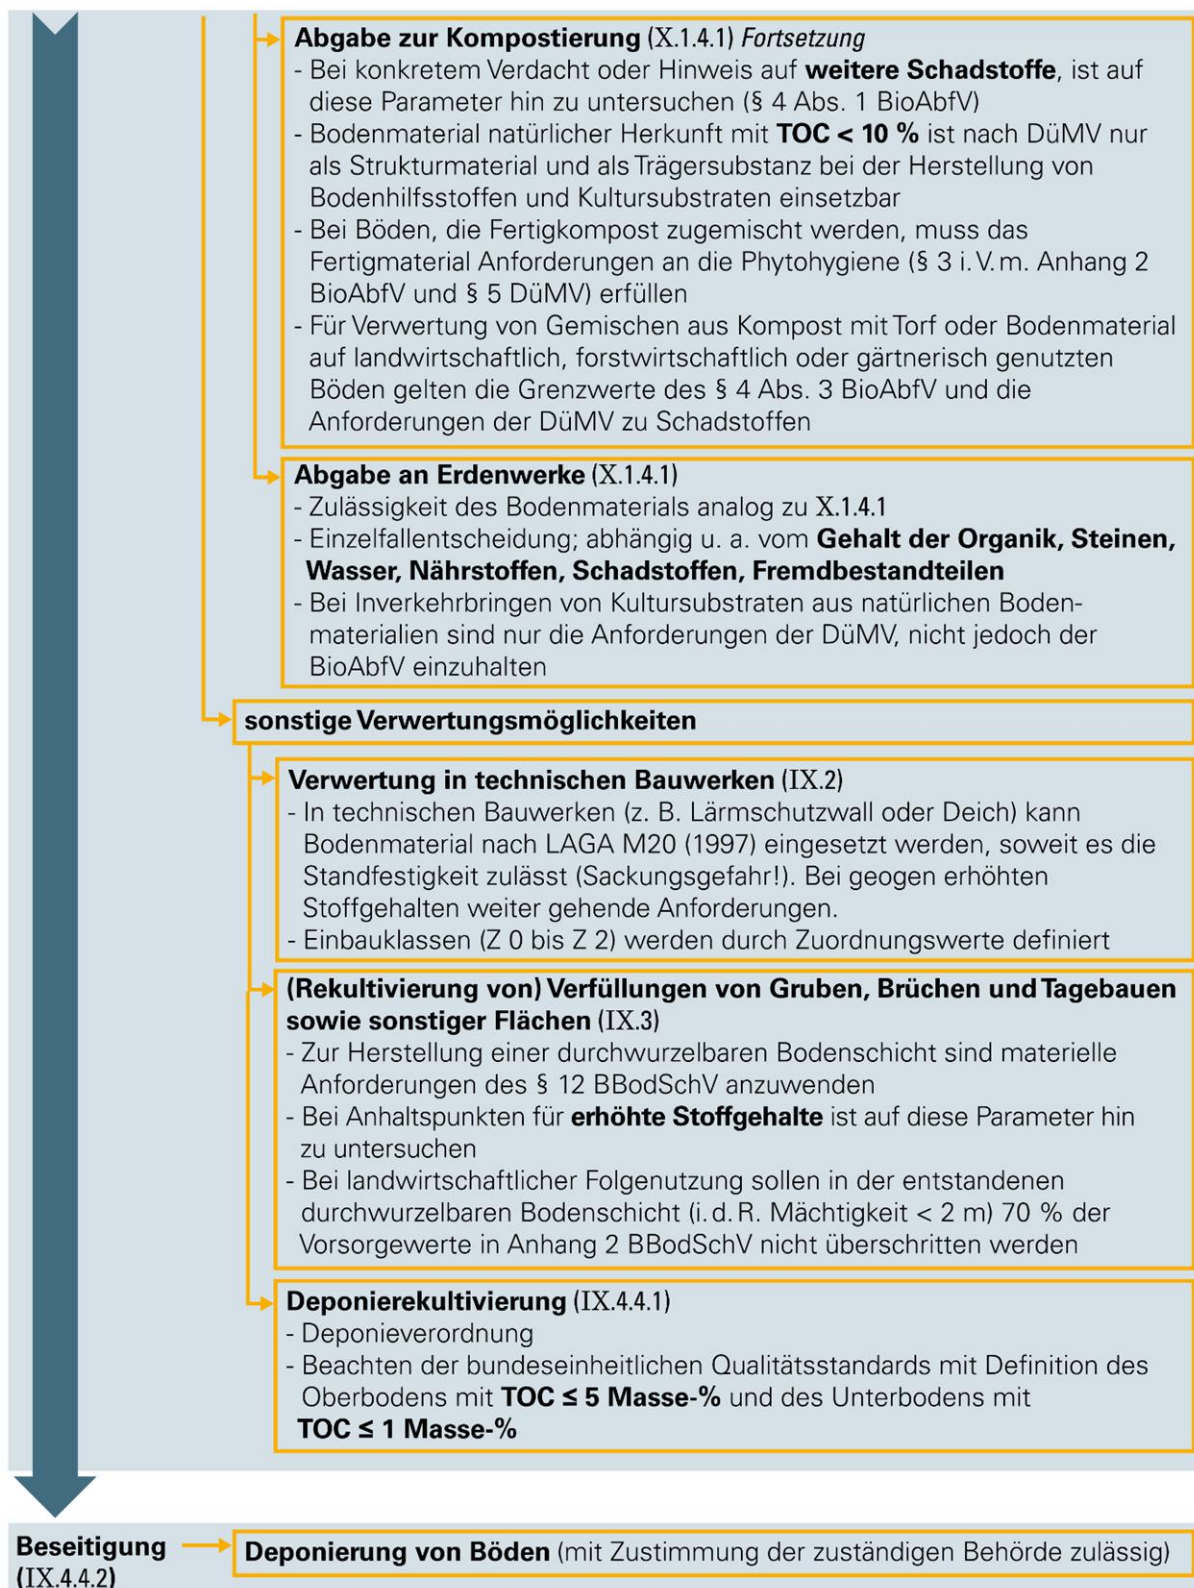 Abgabe zur Kompostierung (X.1.4.1) Fortsetzung
- Bei konkretem Verdacht oder Hinweis auf weitere Schadstoffe, ist auf
diese Parameter hin zu untersuchen (§ 4 Abs. 1 BioAbfV)
- Bodenmaterial natürlicher Herkunft mit TOC < 10 % ist nach DüMV nur
als Strukturmaterial und als Trägersubstanz bei der Herstellung von
Bodenhilfsstoffen und Kultursubstraten einsetzbar
- Bei Böden, die Fertigkompost zugemischt werden, muss das
Fertigmaterial Anforderungen an die Phytohygiene (§ 3 i. V. m. Anhang 2
BioAbfV und § 5 DüMV) erfüllen
- Für Verwertung von Gemischen aus Kompost mit Torf oder Bodenmaterial
auf landwirtschaftlich, forstwirtschaftlich oder gärtnerisch genutzten
Böden gelten die Grenzwerte des § 4 Abs. 3 BioAbfV und die
Anforderungen der DüMV zu Schadstoffen
Abgabe an Erdenwerke (X.1.4.1)
- Zulässigkeit des Bodenmaterials analog zu X.1.4.1
- Einzelfallentscheidung; abhängig u. a. vom Gehalt der Organik, Steinen,
Wasser, Nährstoffen, Schadstoffen, Fremdbestandteilen
- Bei Inverkehrbringen von Kultursubstraten aus natürlichen Boden-
materialien sind nur die Anforderungen der DüMV, nicht jedoch der
BioAbfV einzuhalten
sonstige Verwertungsmöglichkeiten
Verwertung in technischen Bauwerken (IX.2)
- In technischen Bauwerken (z. B. Lärmschutzwall oder Deich) kann
Bodenmaterial nach LAGA M20 (1997) eingesetzt werden, soweit es die
Standfestigkeit zulässt (Sackungsgefahr!). Bei geogen erhöhten
Stoffgehalten weiter gehende Anforderungen.
- Einbauklassen (Z 0 bis Z 2) werden durch Zuordnungswerte definiert
(Rekultivierung von) Verfüllungen von Gruben, Brüchen und Tagebauen
sowie sonstiger Flächen (IX.3)
- Zur Herstellung einer durchwurzelbaren Bodenschicht sind materielle
Anforderungen des § 12 BBodSchV anzuwenden
- Bei Anhaltspunkten für erhöhte Stoffgehalte ist auf diese Parameter hin
zu untersuchen
- Bei landwirtschaftlicher Folgenutzung sollen in der entstandenen
durchwurzelbaren Bodenschicht (i. d. R. Mächtigkeit < 2 m) 70 % der
Vorsorgewerte in Anhang 2 BBodSchV nicht überschritten werden
Deponierekultivierung (IX.4.4.1)
- Deponieverordnung
- Beachten der bundeseinheitlichen Qualitätsstandards mit Definition des
Oberbodens mit TOC ≤ 5 Masse-% und des Unterbodens mit
TOC ≤ 1 Masse-%
Beseitigung
(IX.4.4.2)
Deponierung von Böden (mit Zustimmung der zuständigen Behörde zulässig)